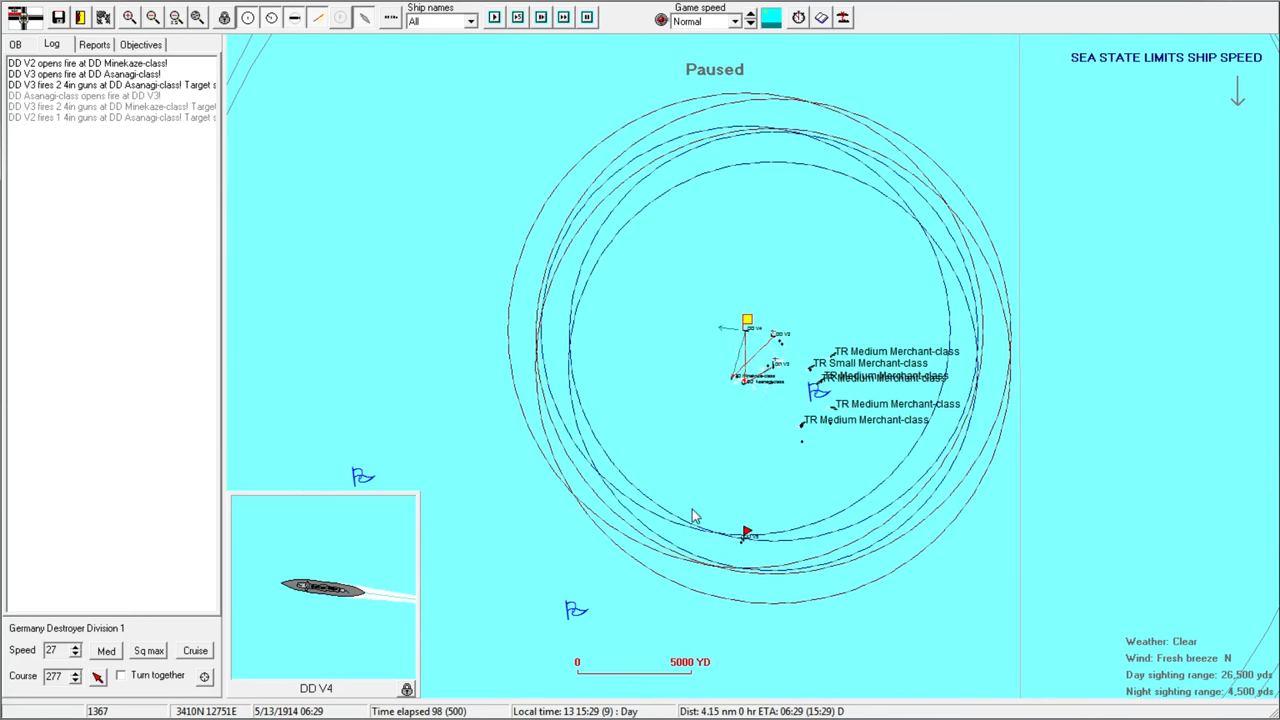 Ship names
All
Game speed
Normal
OB
Log
Reports
Objectives
DD V2 opens fire at DD Minekaze-class!
DD V3 opens fire at DD Asanagi-class!
DD V3 fires 2 4in guns at DD Asanagi-class! Target s
DD Asanagi-class opens fire at DD V3!
DD V3 fires 2 4in guns at DD Minekaze-class! Target
DD V2 fires 1 4in guns at DD Asanagi-class! Target s
Paused
SEA STATE LIMITS SHIP SPEED
DD V4
TR Medium Merchant-class
TR Small Merchant-class
TR Medium Merchant-class
TR Medium Merchant-class
TR Medium Merchant-class
TR Medium Merchant-class
Germany Destroyer Division 1
Speed 27 Med Sq max Cruise
Course 277 Turn together
DD V4
0 5000 YD
Weather: Clear
Wind: Fresh breeze N
Day sighting range: 26,500 yds
Night sighting range: 4,500 yds
1367
3410N 12751E
5/13/1914 06:29
Time elapsed 98 (500)
Local time: 13 15:29 (9) : Day
Dist: 4.15 nm 0 hr ETA: 06:29 (15:29) D